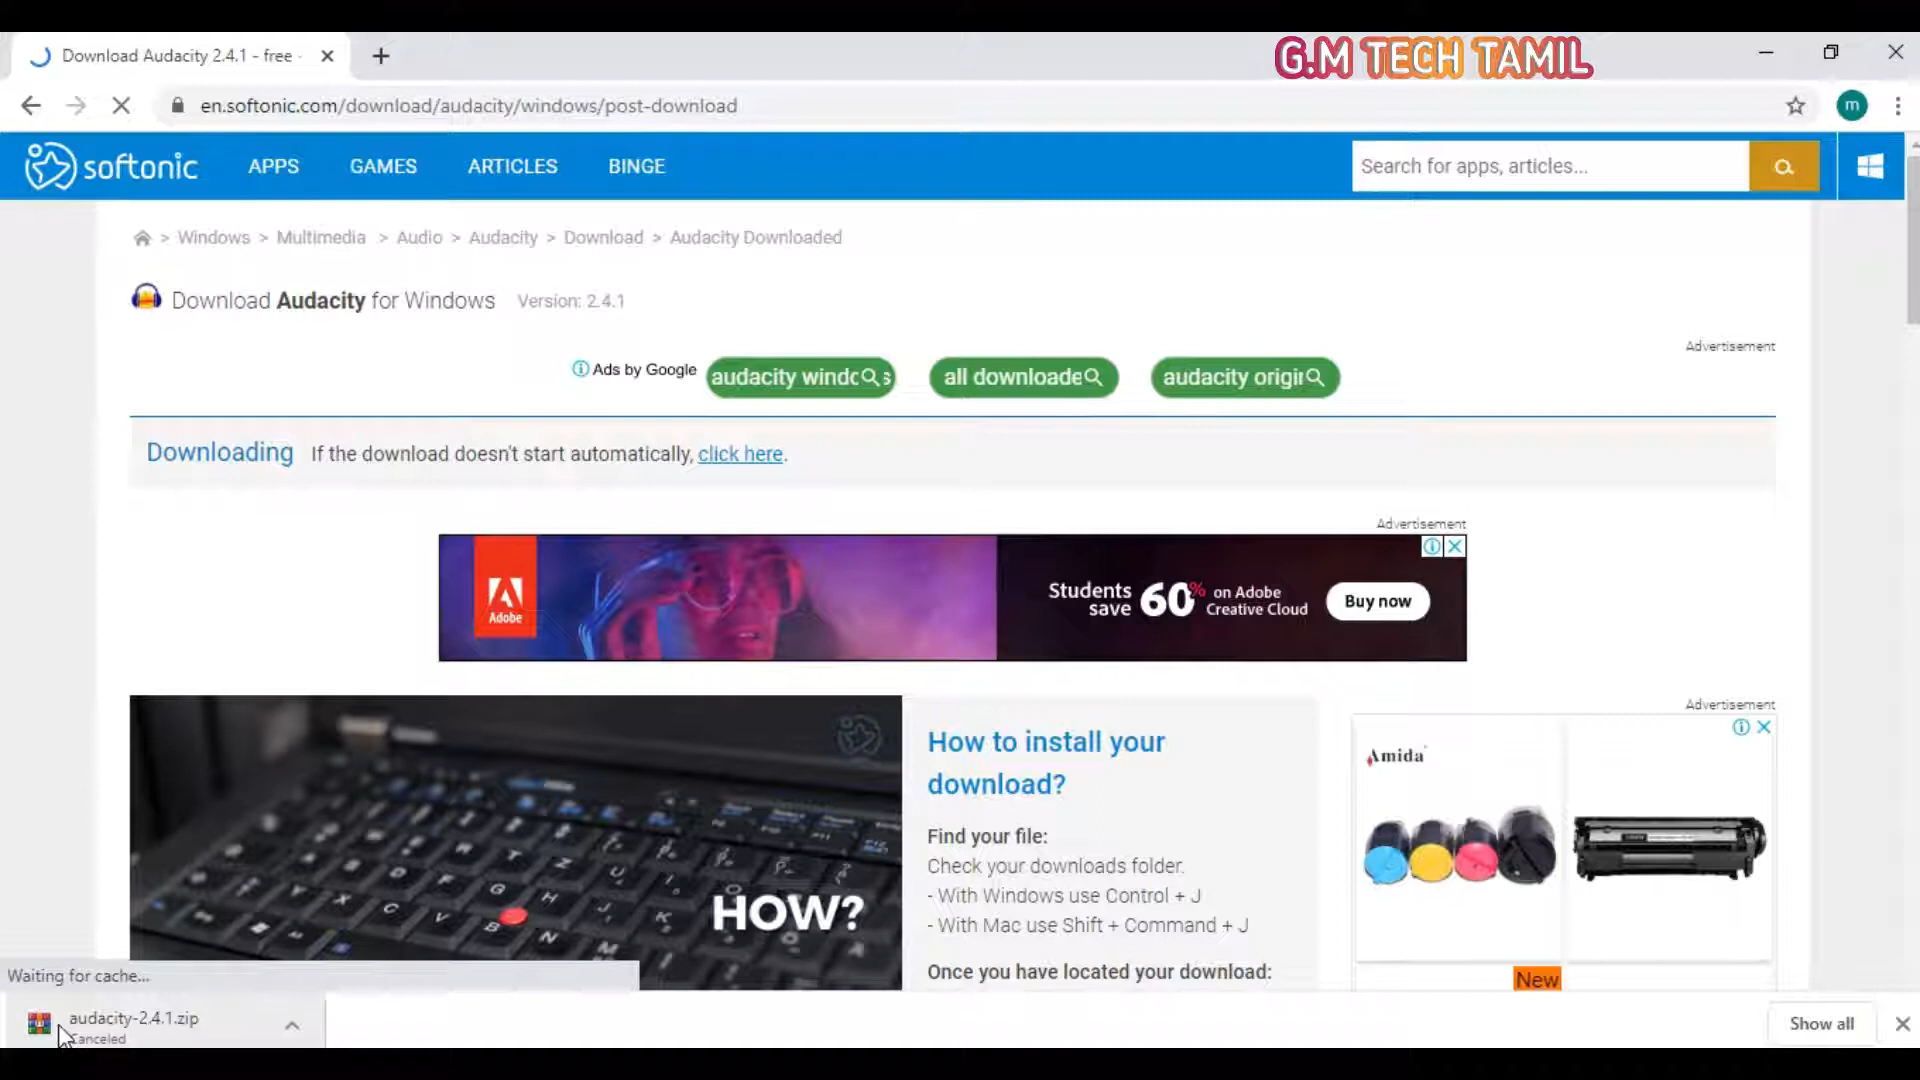 Download Audacity 2.4.1 - free -
G.M TECH TAMIL
en.softonic.com/download/audacity/windows/post-download
m
softonic
APPS
GAMES
ARTICLES
BINGE
Search for apps, articles...
> Windows > Multimedia > Audio > Audacity > Download > Audacity Downloaded
Download Audacity for Windows Version: 2.4.1
Advertisement
Ads by Google
audacity windo s
all downloade
audacity origin
Downloading If the download doesn't start automatically, click here.
Advertisement
Adobe
Students save 60% on Adobe Creative Cloud
Buy now
Advertisement
HOW?
How to install your
download?
Find your file:
Check your downloads folder.
- With Windows use Control + J
- With Mac use Shift + Command + J
Once you have located your download:
Amida
New
Waiting for cache...
audacity-2.4.1.zip
Canceled
Show all